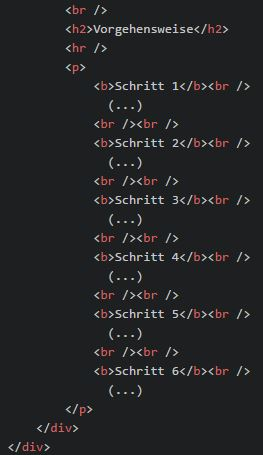 <br />
<h2>Vorgehensweise</h2>
<hr />
<p>
<b>Schritt 1</b><br />
(...)
<br /><br />
<b>Schritt 2</b><br />
(...)
<br /><br />
<b>Schritt 3</b><br />
(...)
<br /><br />
<b>Schritt 4</b><br />
(...)
<br /><br />
<b>Schritt 5</b><br />
(...)
<br /><br />
<b>Schritt 6</b><br />
(...)
</p>
</div>
</div>